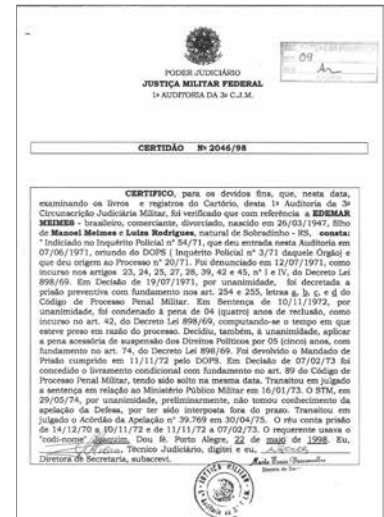 09
PODER JUDICIÁRIO
JUSTIÇA MILITAR FEDERAL
1ª AUDITORIA DA 3ª C.J.M.
CERTIDÃO Nº 2046/98
CERTIFICO, para os devidos fins, que, nesta data,
examinando os livros e registros do Cartório, desta 1ª Auditoria da 3ª
Circunscrição Judiciária Militar, foi verificado que com referência a EDEMAR
MEIMES - brasileiro, comerciante, divorciado, nascido em 26/03/1947, filho
de Manoel Meimes e Luiza Rodrigues, natural de Sobradinho - RS, consta:
" Indiciado no Inquérito Policial nº 54/71, que deu entrada nesta Auditoria em
07/06/1971, oriundo do DOPS ( Inquérito Policial nº 3/71 daquele Órgão) e
que deu origem ao Processo nº 20/71. Foi denunciado em 12/07/1971, como
incurso nos artigos 23, 24, 25, 27, 28, 39, 42 e 45, nº I e IV, do Decreto Lei
898/69. Em Decisão de 19/07/1971, por unanimidade, foi decretada a
prisão preventiva com fundamento nos art. 254 e 255, letras a, b, c, e d do
Código de Processo Penal Militar. Em Sentença de 10/11/1972, por
unanimidade, foi condenado à pena de 04 (quatro) anos de reclusão, como
incurso no art. 42, do Decreto Lei 898/69, computando-se o tempo em que
esteve preso em razão do processo. Decidiu, também, à unanimidade, aplicar
a pena acessória de suspensão dos Direitos Políticos por 05 (cinco) anos, com
fundamento no art. 74, do Decreto Lei 898/69. Foi devolvido o Mandado de
Prisão cumprido em 11/11/72 pelo DOPS. Em Decisão de 07/02/73 foi
concedido o livramento condicional com fundamento no art. 89 do Código de
Processo Penal Militar, tendo sido solto na mesma data. Transitou em julgado
a sentença em relação ao Ministério Público Militar em 16/01/73. O STM, em
29/05/74, por unanimidade, preliminarmente, não tomou conhecimento da
apelação da Defesa, por ter sido interposta fora do prazo. Transitou em
julgado o Acórdão da Apelação nº 39.769 em 30/04/75. O réu conta prisão
de 14/12/70 a 10/11/72 e de 11/11/72 a 07/02/73. O requerente usava o
"codi-nome" Joaquim. Dou fé. Porto Alegre, 22 de maio de 1998. Eu,
Técnico Judiciário, digitei e eu,
Diretora de Secretaria, subscrevi.
JUSTIÇA MILITAR